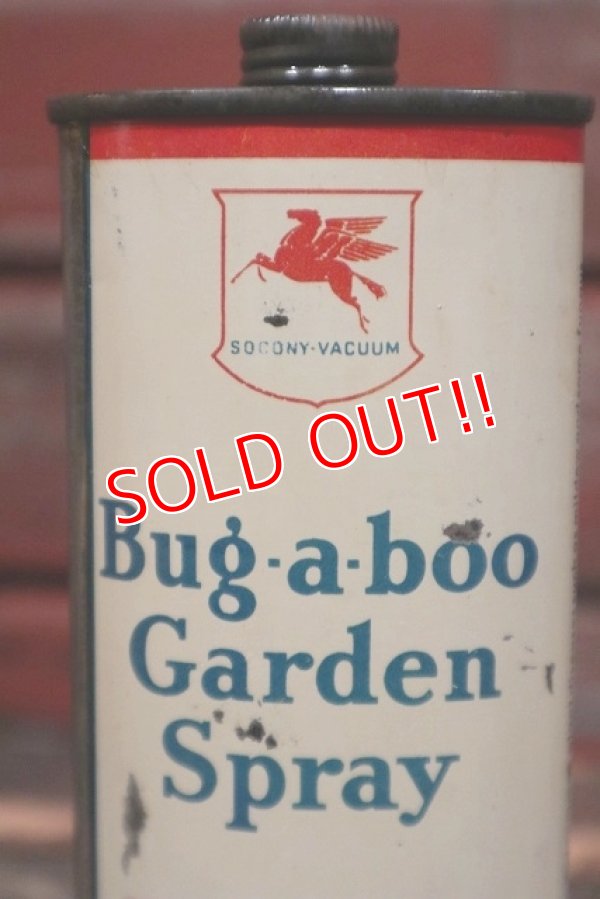 SOCONY-VACUUM
SOLD OUT!!
Bug-a-boo
Garden
Spray